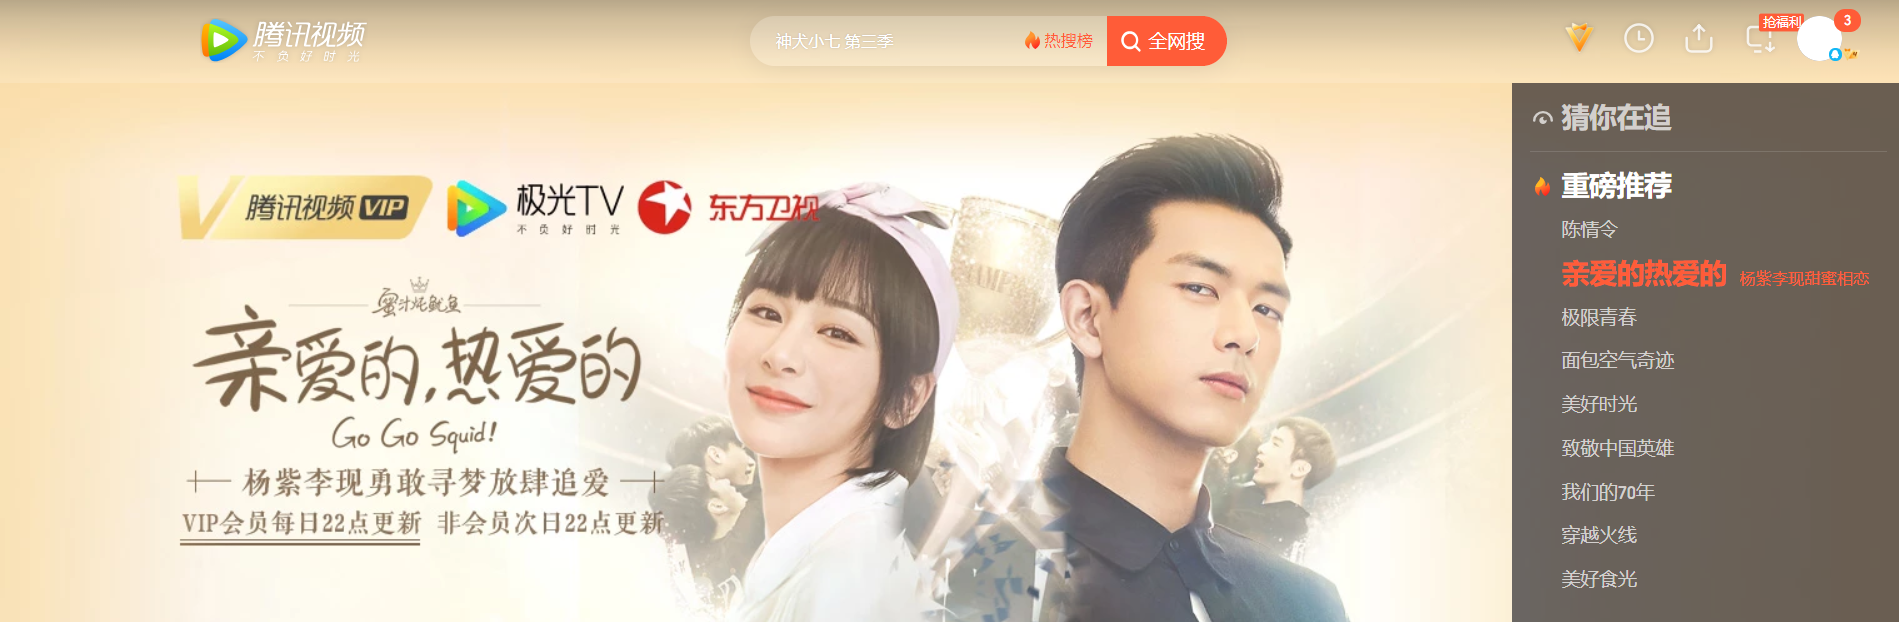 腾讯视频
不负好时光
神犬小七 第三季
热搜榜
全网搜
抢福利
3
腾讯视频 VIP
极光TV
不负好时光
东方卫视
蜜汁炖鱿鱼
亲爱的,热爱的
Go Go Squid!
杨紫李现勇敢寻梦放肆追爱
VIP会员每日22点更新 非会员次日22点更新
猜你在追
重磅推荐
陈情令
亲爱的热爱的 杨紫李现甜蜜相恋
极限青春
面包空气奇迹
美好时光
致敬中国英雄
我们的70年
穿越火线
美好食光